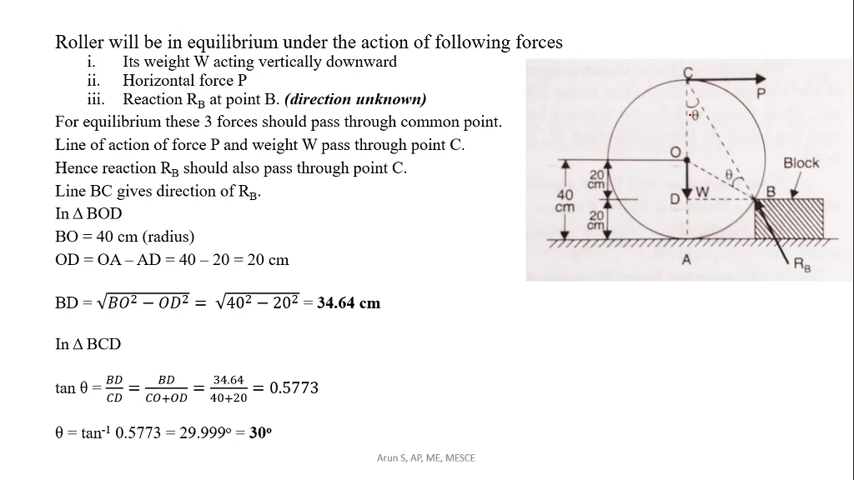 Roller will be in equilibrium under the action of following forces
i. Its weight W acting vertically downward
ii. Horizontal force P
iii. Reaction R_B at point B. (direction unknown)
For equilibrium these 3 forces should pass through common point.
Line of action of force P and weight W pass through point C.
Hence reaction R_B should also pass through point C.
Line BC gives direction of R_B.
In Δ BOD
BO = 40 cm (radius)
OD = OA – AD = 40 – 20 = 20 cm
BD = √(BO² − OD²) = √(40² − 20²) = 34.64 cm
In Δ BCD
tan θ = BD/CD = BD/(CO+OD) = 34.64/(40+20) = 0.5773
θ = tan⁻¹ 0.5773 = 29.999° = 30°
C
P
θ
O
Block
20 cm
θ
40 cm
D
W
B
20 cm
A
R_B
Arun S, AP, ME, MESCE